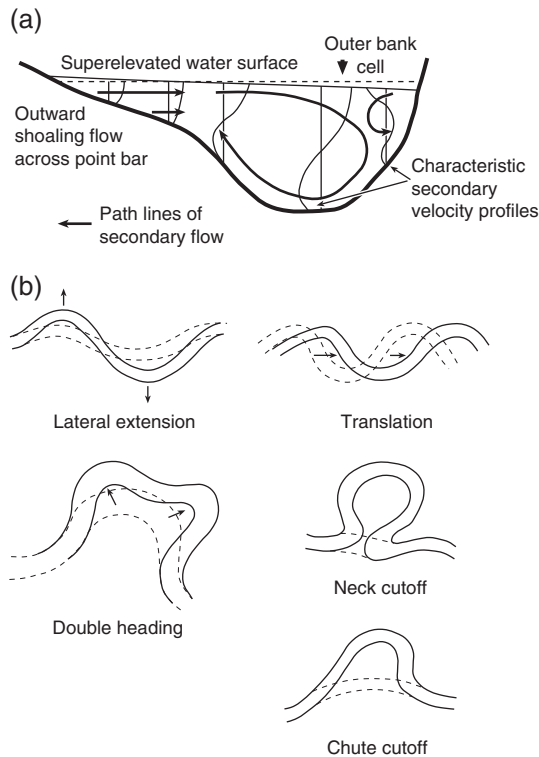 (a)
Superelevated water surface
Outer bank
cell
Outward
shoaling flow
across point bar
Characteristic
secondary
velocity profiles
Path lines of
secondary flow
(b)
Lateral extension
Translation
Double heading
Neck cutoff
Chute cutoff